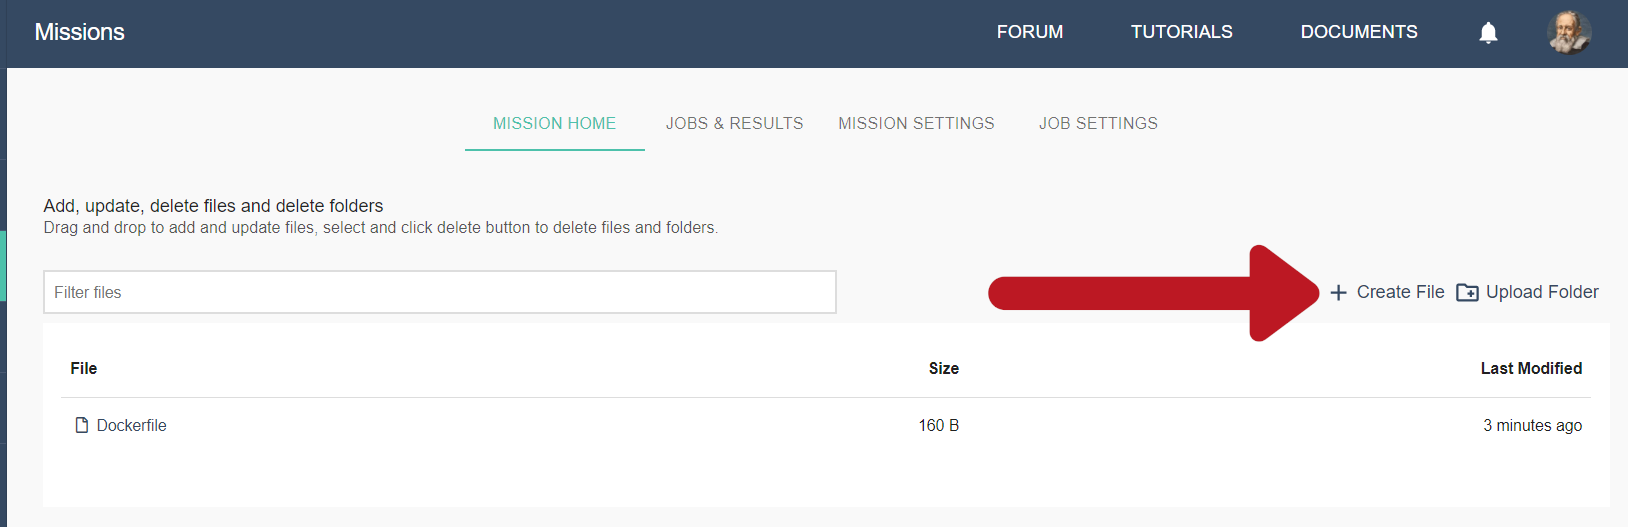 Missions FORUM TUTORIALS DOCUMENTS
MISSION HOME JOBS & RESULTS MISSION SETTINGS JOB SETTINGS
Add, update, delete files and delete folders
Drag and drop to add and update files, select and click delete button to delete files and folders.
Filter files Create File Upload Folder
File Size Last Modified
Dockerfile 160 B 3 minutes ago